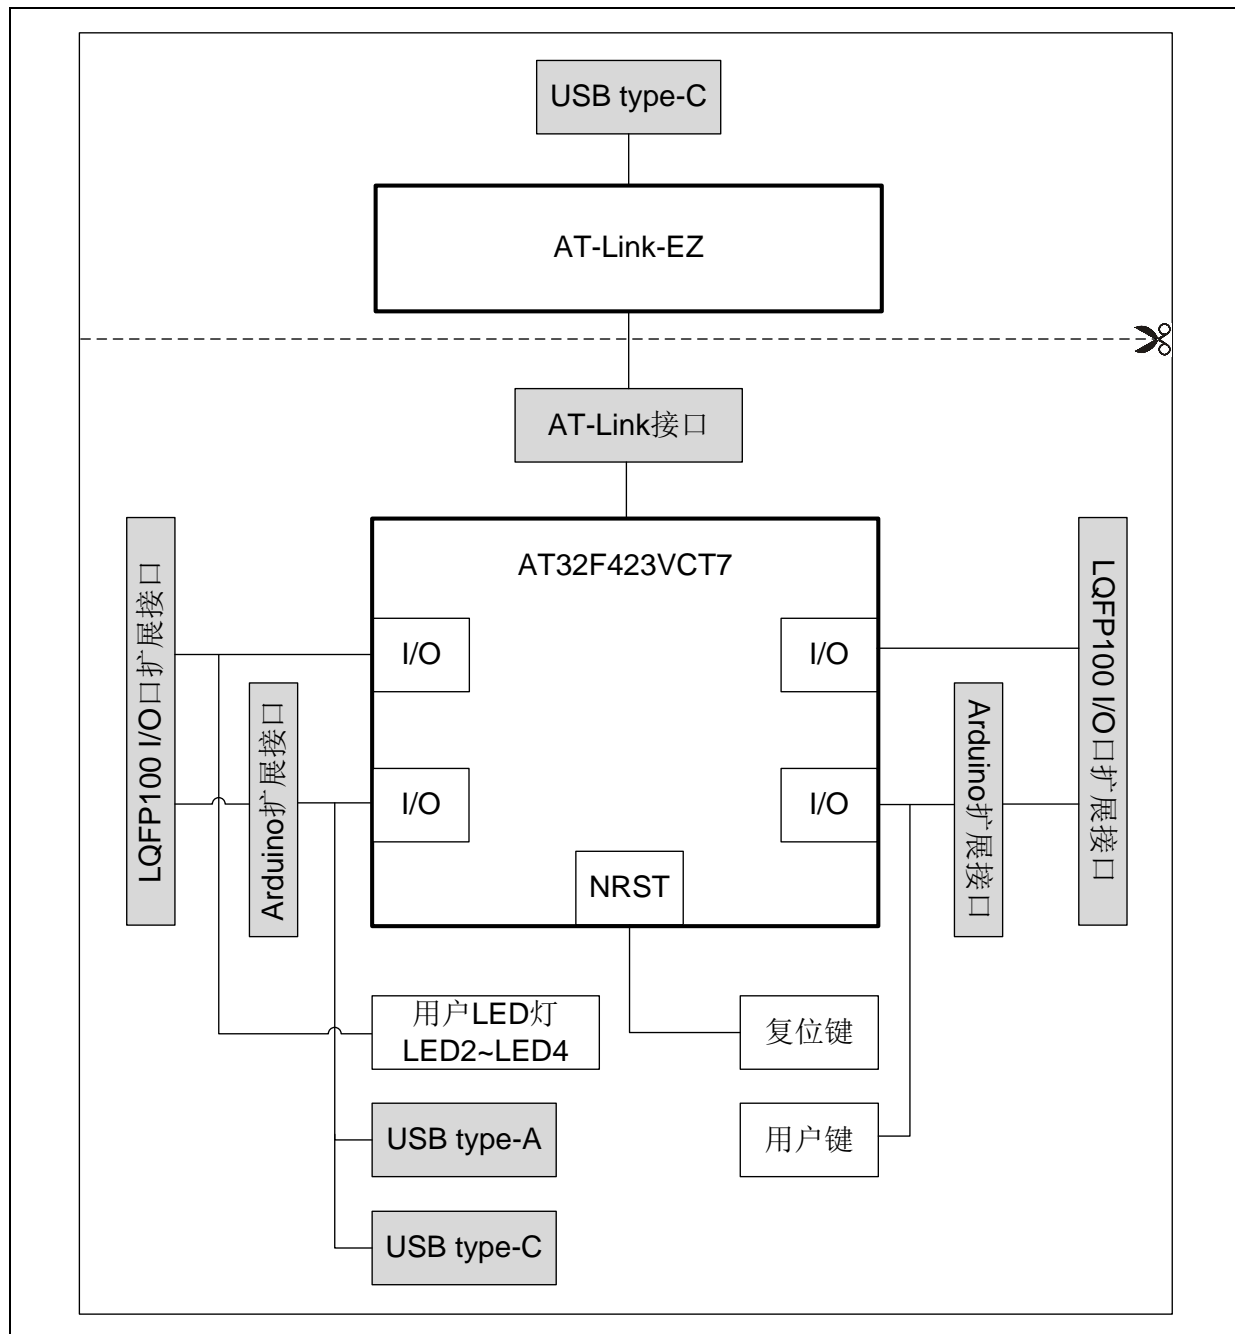 USB type-C
AT-Link-EZ
AT-Link接口
AT32F423VCT7
LQFP100 I/O口扩展接口
Arduino扩展接口
I/O
I/O
I/O
I/O
NRST
Arduino扩展接口
LQFP100 I/O口扩展接口
用户LED灯
LED2~LED4
复位键
USB type-A
用户键
USB type-C